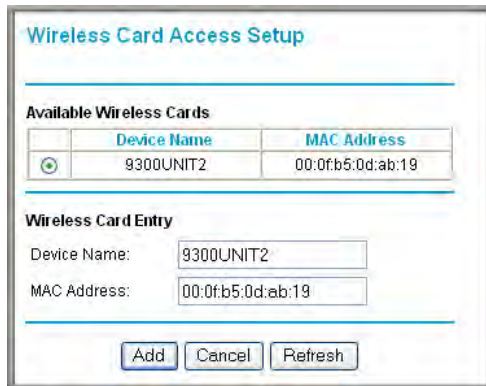 Wireless Card Access Setup
Available Wireless Cards
Device Name MAC Address
9300UNIT2 00:0f:b5:0d:ab:19
Wireless Card Entry
Device Name: 9300UNIT2
MAC Address: 00:0f:b5:0d:ab:19
Add Cancel Refresh